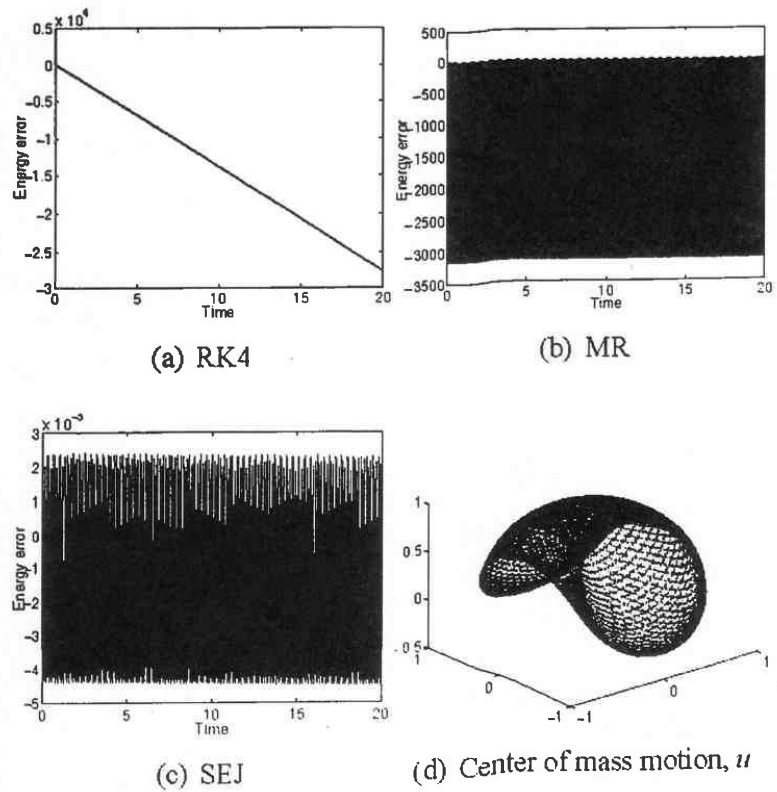 0.5 x 10⁴
0
-0.5
-1
-1.5
-2
-2.5
-3
Energy error
0 5 10 15 20
Time
(a) RK4
500
0
-500
-1000
-1500
-2000
-2500
-3000
-3500
Energy error
5 10 15 20
Time
(b) MR
x 10⁻³
3
2
1
0
-1
-2
-3
-4
-5
Energy error
0 5 10 15 20
Time
(c) SEJ
1
0.5
0
-0.5
1
0
-1
-1
0
1
(d) Center of mass motion, u